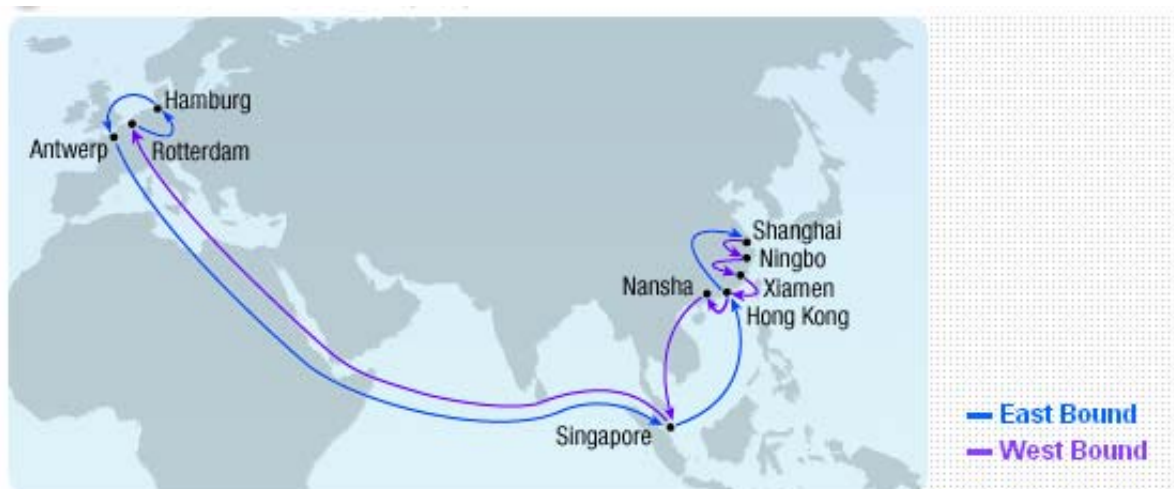 Hamburg
Antwerp
Rotterdam
Shanghai
Ningbo
Nansha
Xiamen
Hong Kong
Singapore
East Bound
West Bound